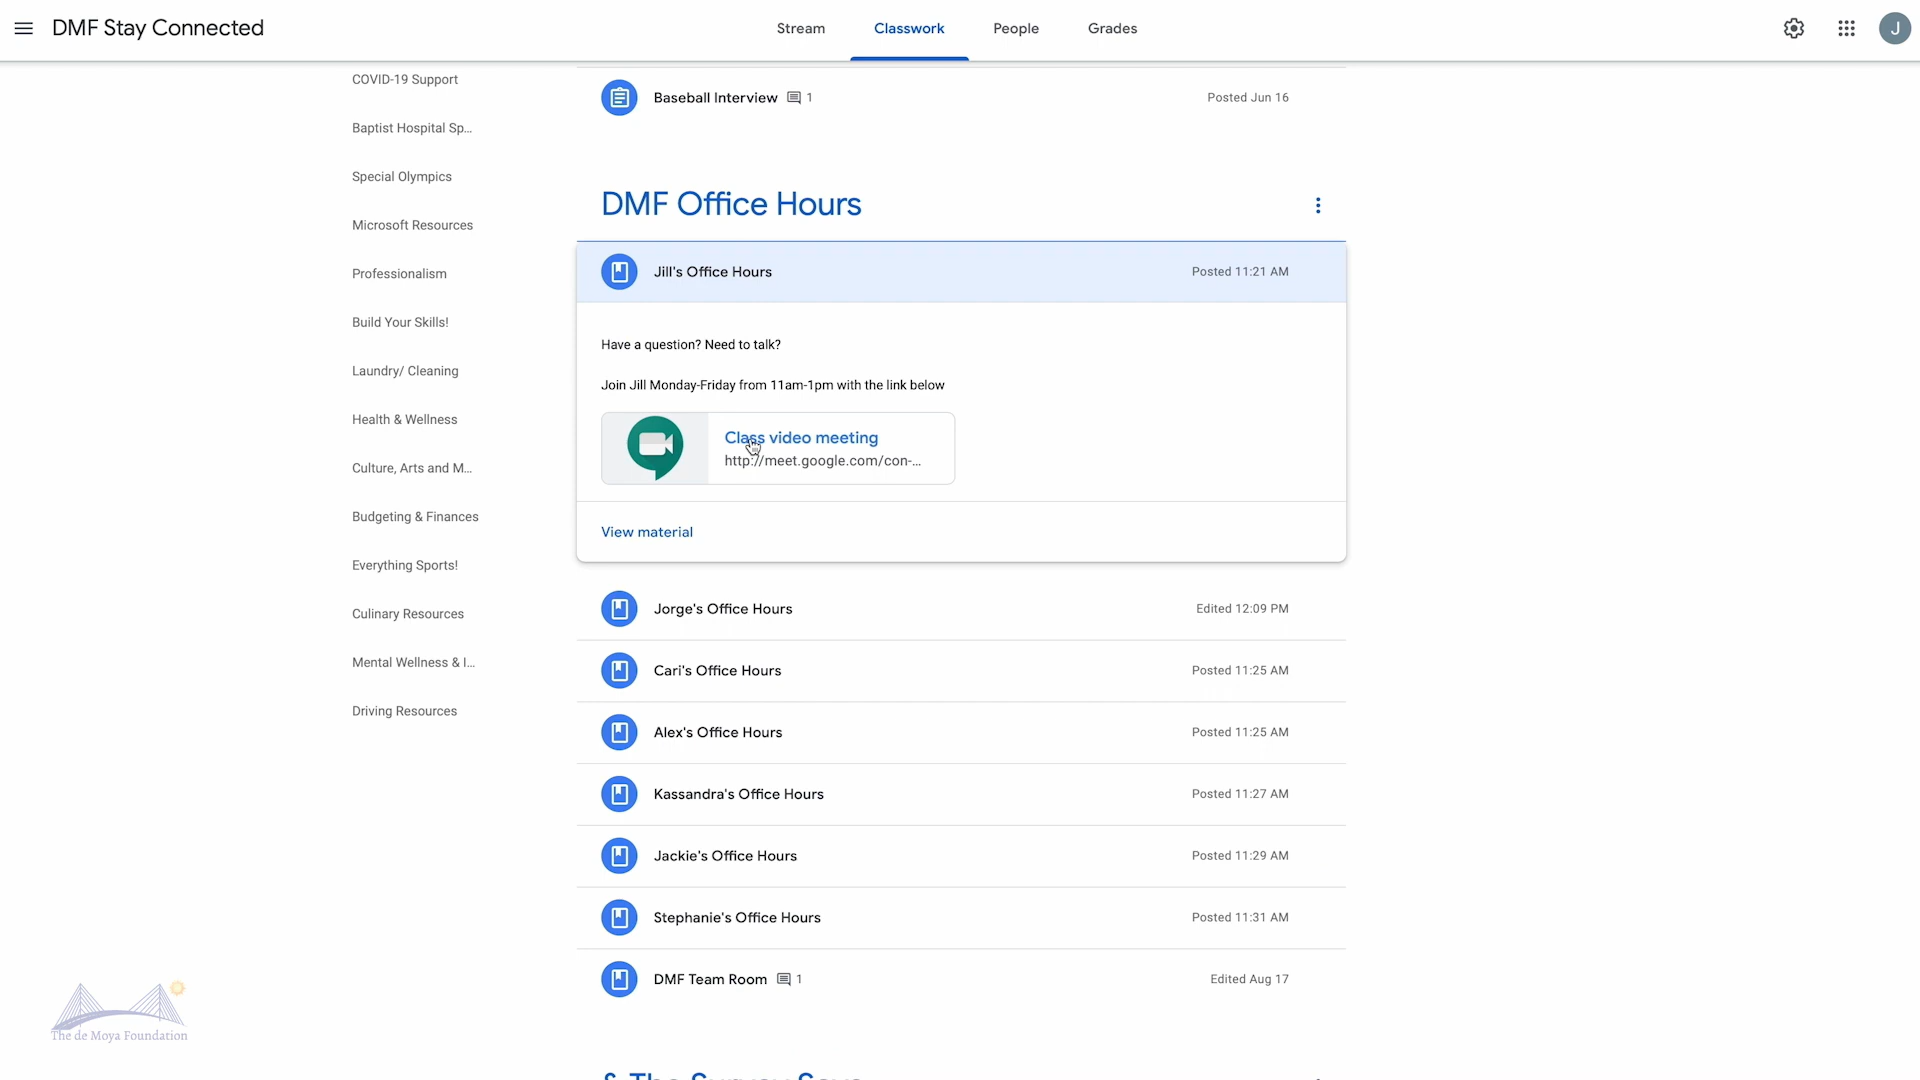 DMF Stay Connected
Stream
Classwork
People
Grades
J
COVID-19 Support
Baptist Hospital Sp...
Special Olympics
Microsoft Resources
Professionalism
Build Your Skills!
Laundry/ Cleaning
Health & Wellness
Culture, Arts and M...
Budgeting & Finances
Everything Sports!
Culinary Resources
Mental Wellness & I...
Driving Resources
Baseball Interview 1
Posted Jun 16
DMF Office Hours
Jill's Office Hours
Posted 11:21 AM
Have a question? Need to talk?
Join Jill Monday-Friday from 11am-1pm with the link below
Class video meeting
http://meet.google.com/con-...
View material
Jorge's Office Hours
Edited 12:09 PM
Cari's Office Hours
Posted 11:25 AM
Alex's Office Hours
Posted 11:25 AM
Kassandra's Office Hours
Posted 11:27 AM
Jackie's Office Hours
Posted 11:29 AM
Stephanie's Office Hours
Posted 11:31 AM
DMF Team Room 1
Edited Aug 17
& The Survey Says
The de Moya Foundation